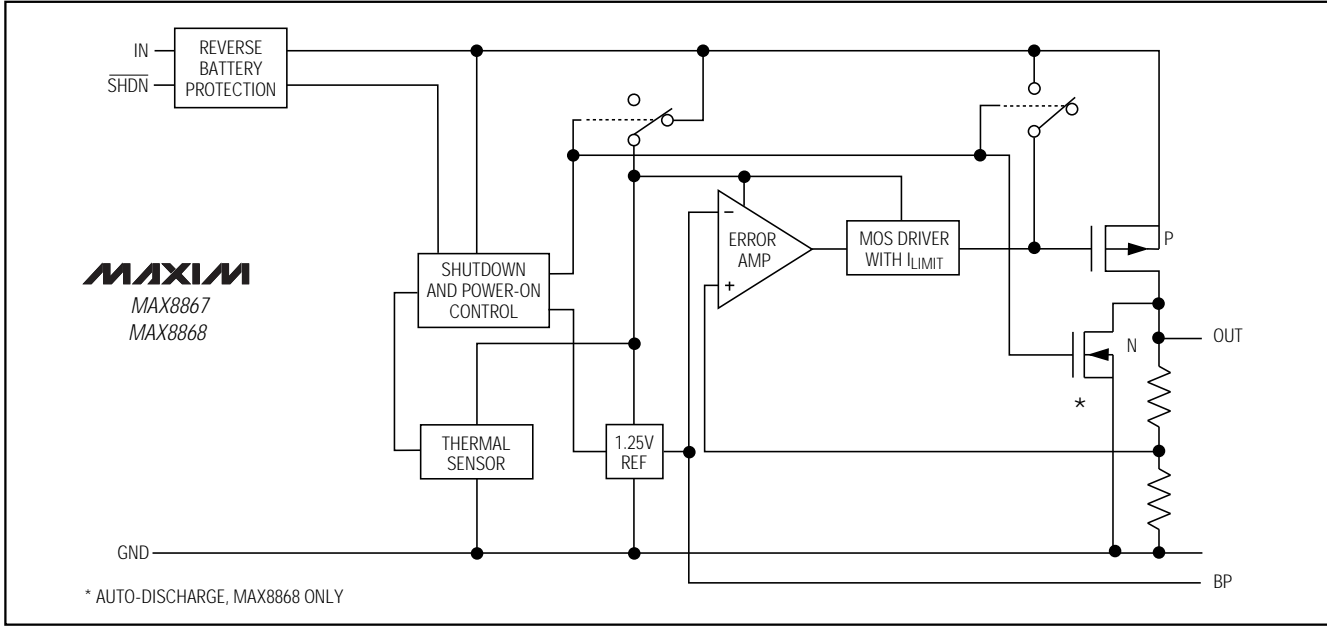 IN
SHDN
REVERSE
BATTERY
PROTECTION
MAXIM
MAX8867
MAX8868
SHUTDOWN
AND POWER-ON
CONTROL
THERMAL
SENSOR
1.25V
REF
−
ERROR
AMP
+
MOS DRIVER
WITH ILIMIT
P
N
*
OUT
GND
BP
* AUTO-DISCHARGE, MAX8868 ONLY